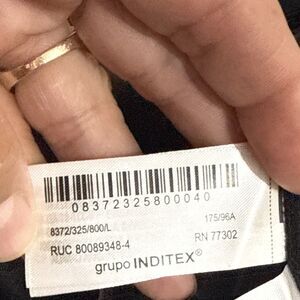 08372325800040
8372/325/800/L 175/96A
RUC 80089348-4 RN 77302
grupo INDITEX®